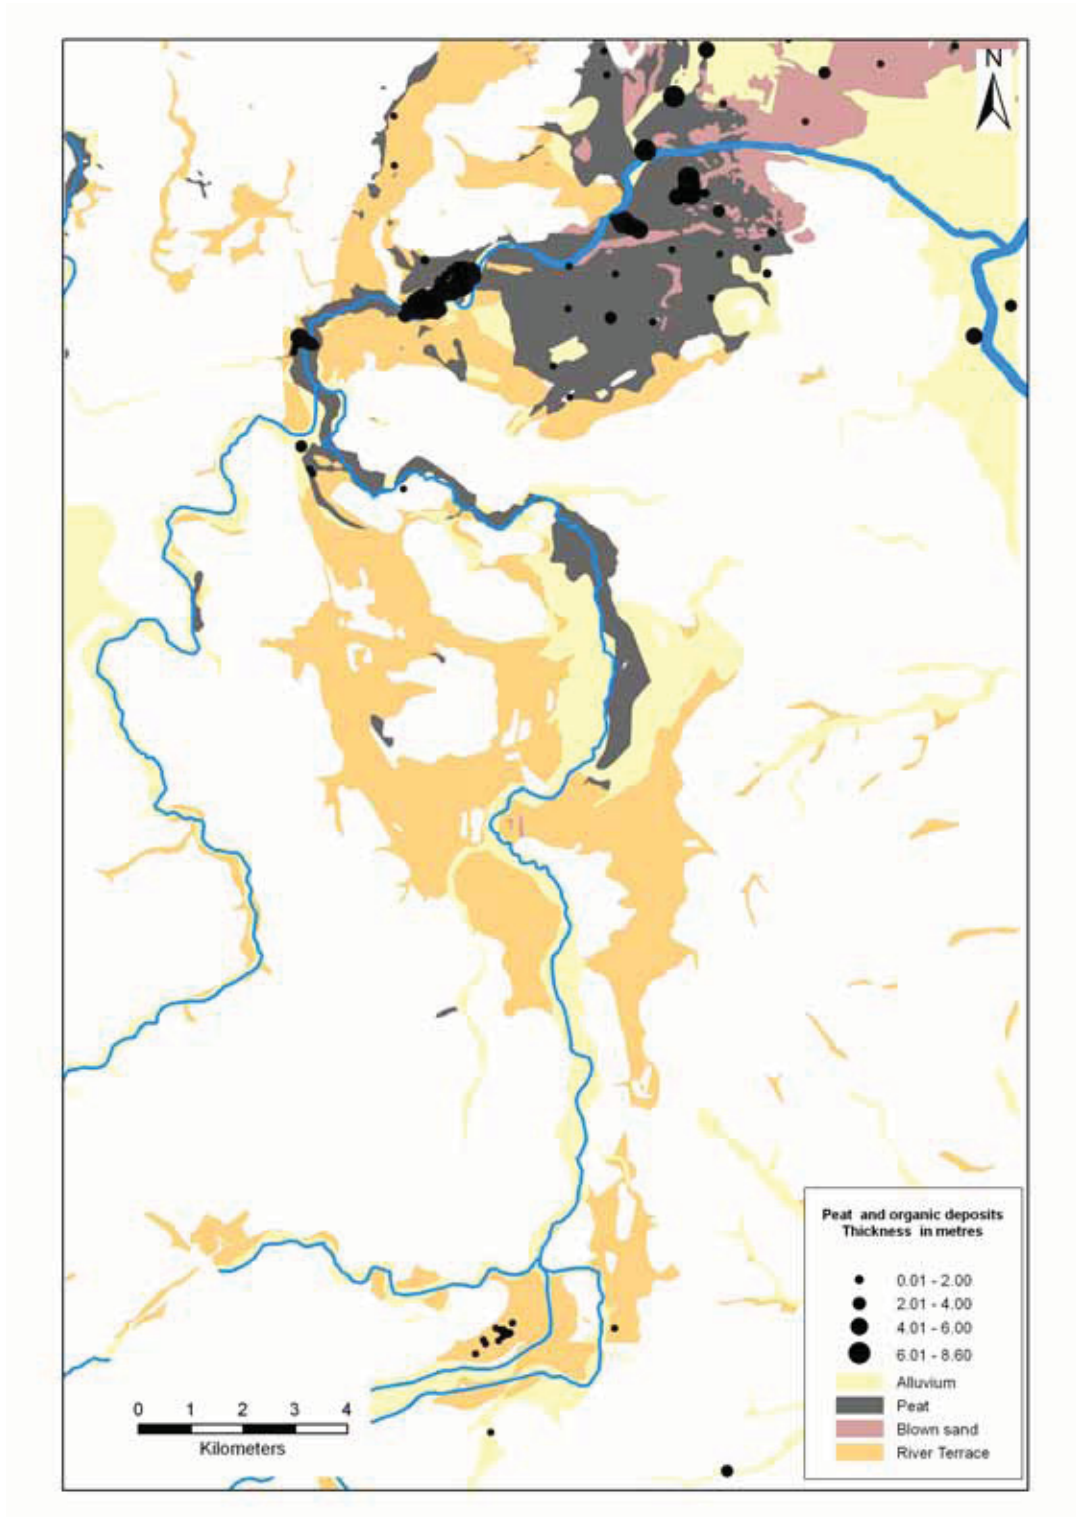 N
Peat and organic deposits
Thickness in metres
0.01 - 2.00
2.01 - 4.00
4.01 - 6.00
6.01 - 8.60
Alluvium
Peat
Blown sand
River Terrace
0 1 2 3 4
Kilometers